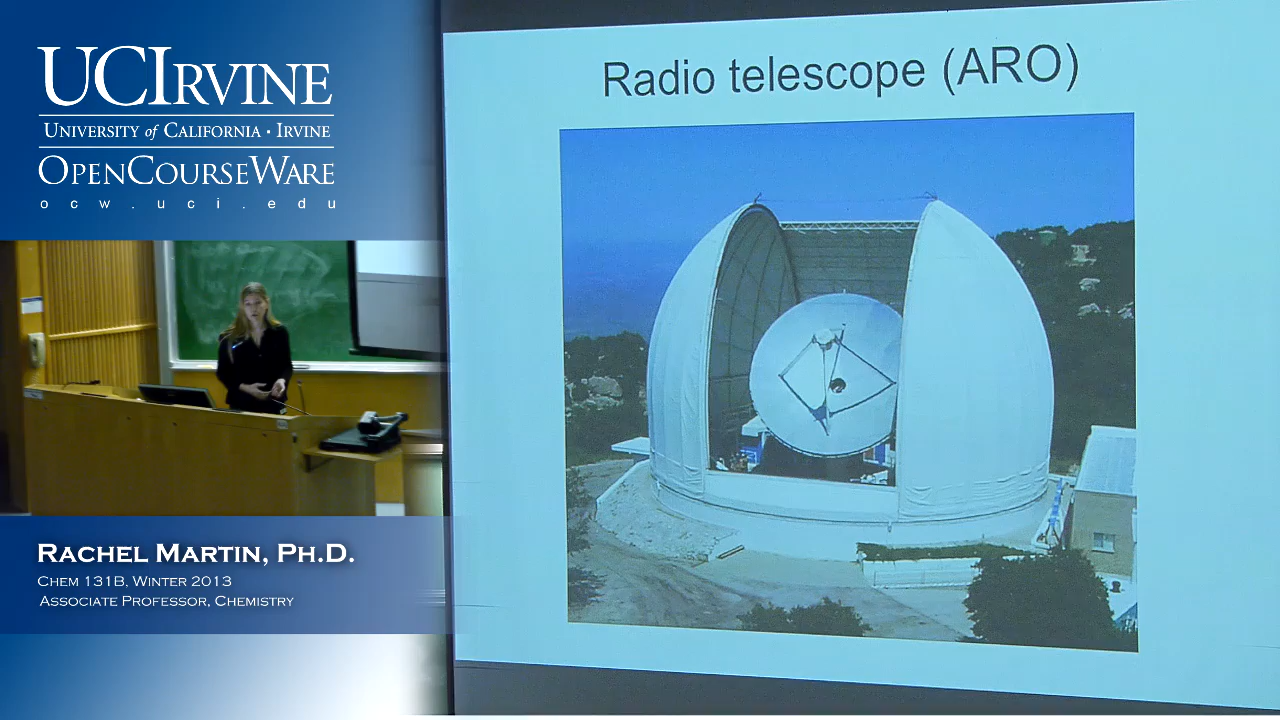 UCIRVINE
UNIVERSITY of CALIFORNIA · IRVINE
OPENCOURSEWARE
ocw.uci.edu
RACHEL MARTIN, PH.D.
CHEM 131B, WINTER 2013
ASSOCIATE PROFESSOR, CHEMISTRY
Radio telescope (ARO)